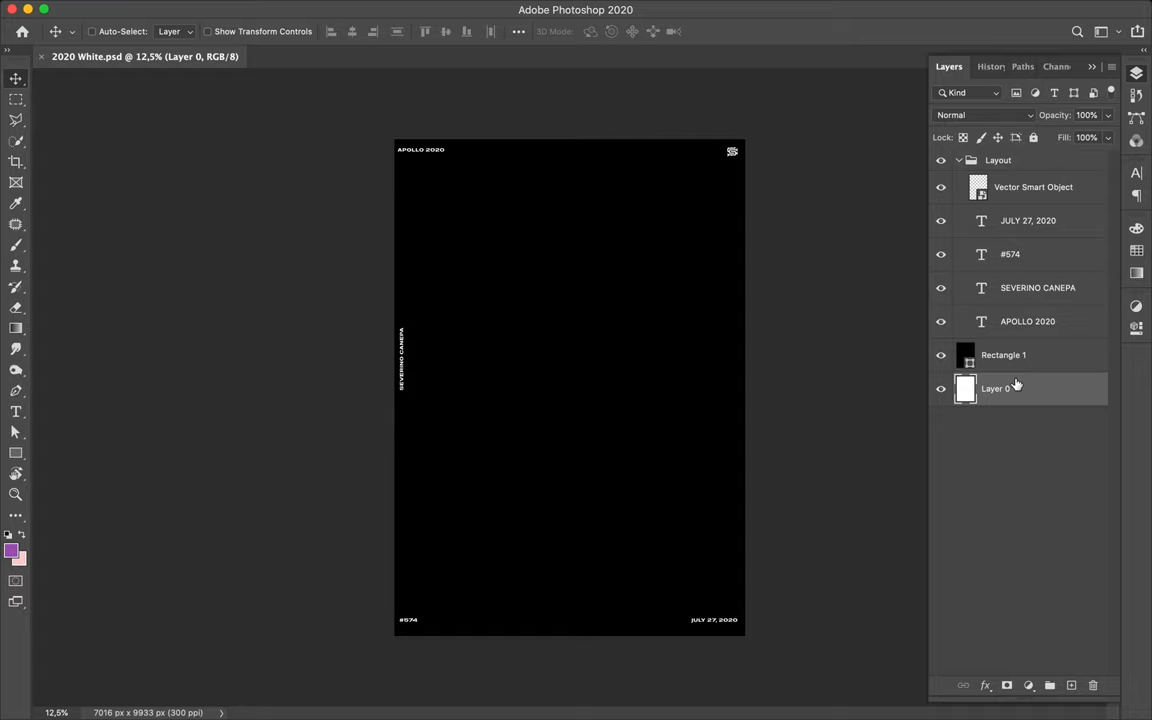 Adobe Photoshop 2020
Auto-Select: Layer Show Transform Controls 3D Mode:
2020 White.psd @ 12,5% (Layer 0, RGB/8)
Layers Histor Paths Chann
Kind
Normal Opacity: 100%
Lock: Fill: 100%
Layout
Vector Smart Object
JULY 27, 2020
#574
SEVERINO CANEPA
APOLLO 2020
Rectangle 1
Layer 0
APOLLO 2020
SEVERINO CANEPA
#574
JULY 27, 2020
12,5% 7016 px x 9933 px (300 ppi)